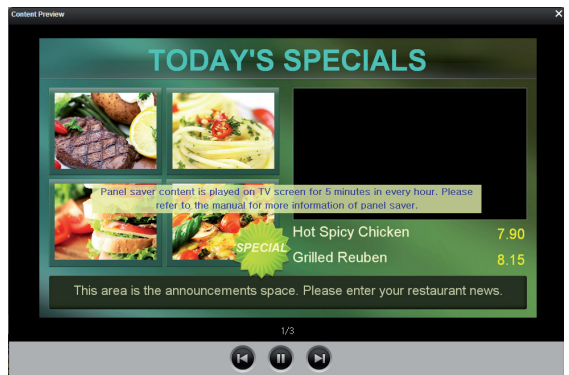 Content Preview
TODAY'S SPECIALS
Panel saver content is played on TV screen for 5 minutes in every hour. Please
refer to the manual for more information of panel saver.
SPECIAL
Hot Spicy Chicken 7.90
Grilled Reuben 8.15
This area is the announcements space. Please enter your restaurant news.
1/3